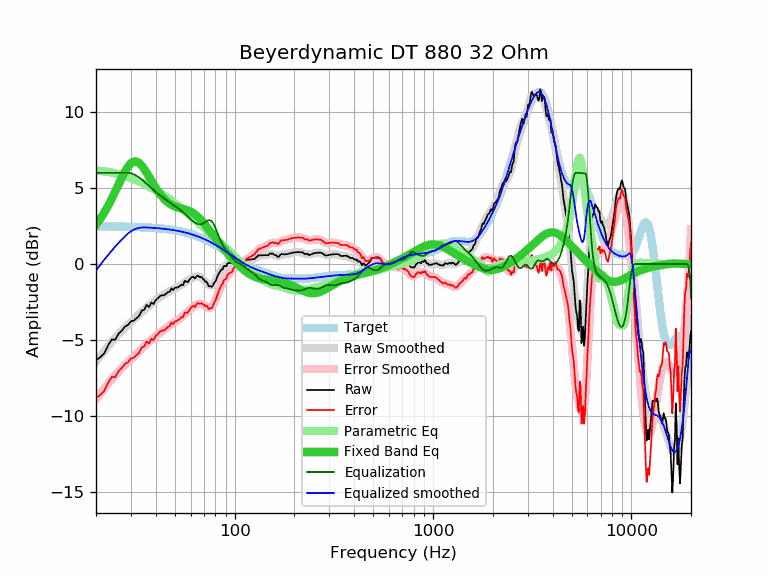 Beyerdynamic DT 880 32 Ohm
Amplitude (dBr)
10
5
0
−5
−10
−15
Target
Raw Smoothed
Error Smoothed
Raw
Error
Parametric Eq
Fixed Band Eq
Equalization
Equalized smoothed
100
1000
10000
Frequency (Hz)